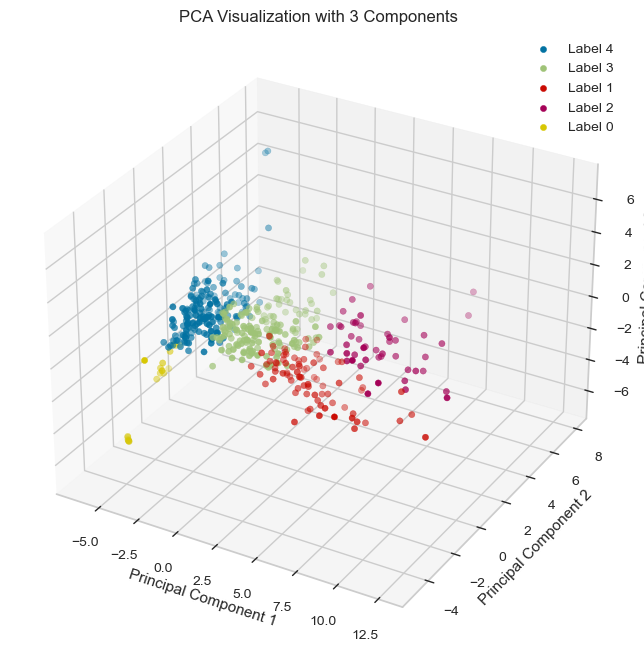 PCA Visualization with 3 Components
Label 4
Label 3
Label 1
Label 2
Label 0
6
4
2
0
−2
−4
−6
8
6
4
2
0
−2
−4
Principal Component 2
−5.0
−2.5
0.0
2.5
5.0
7.5
10.0
12.5
Principal Component 1